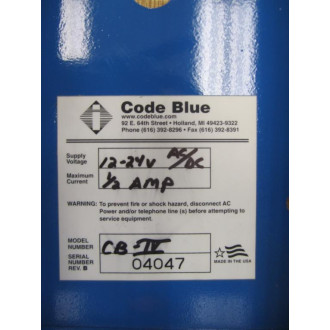 i
Code Blue
www.codeblue.com
92 E. 64th Street • Holland, MI 49423-9322
Phone (616) 392-8296 • Fax (616) 392-8391
Supply Voltage 12-24V AC/DC
Maximum Current 1/2 AMP
WARNING: To prevent fire or shock hazard, disconnect AC
Power and/or telephone line (s) before attempting to
service equipment.
MODEL NUMBER CB-IV
SERIAL NUMBER REV. B 04047
MADE IN THE USA